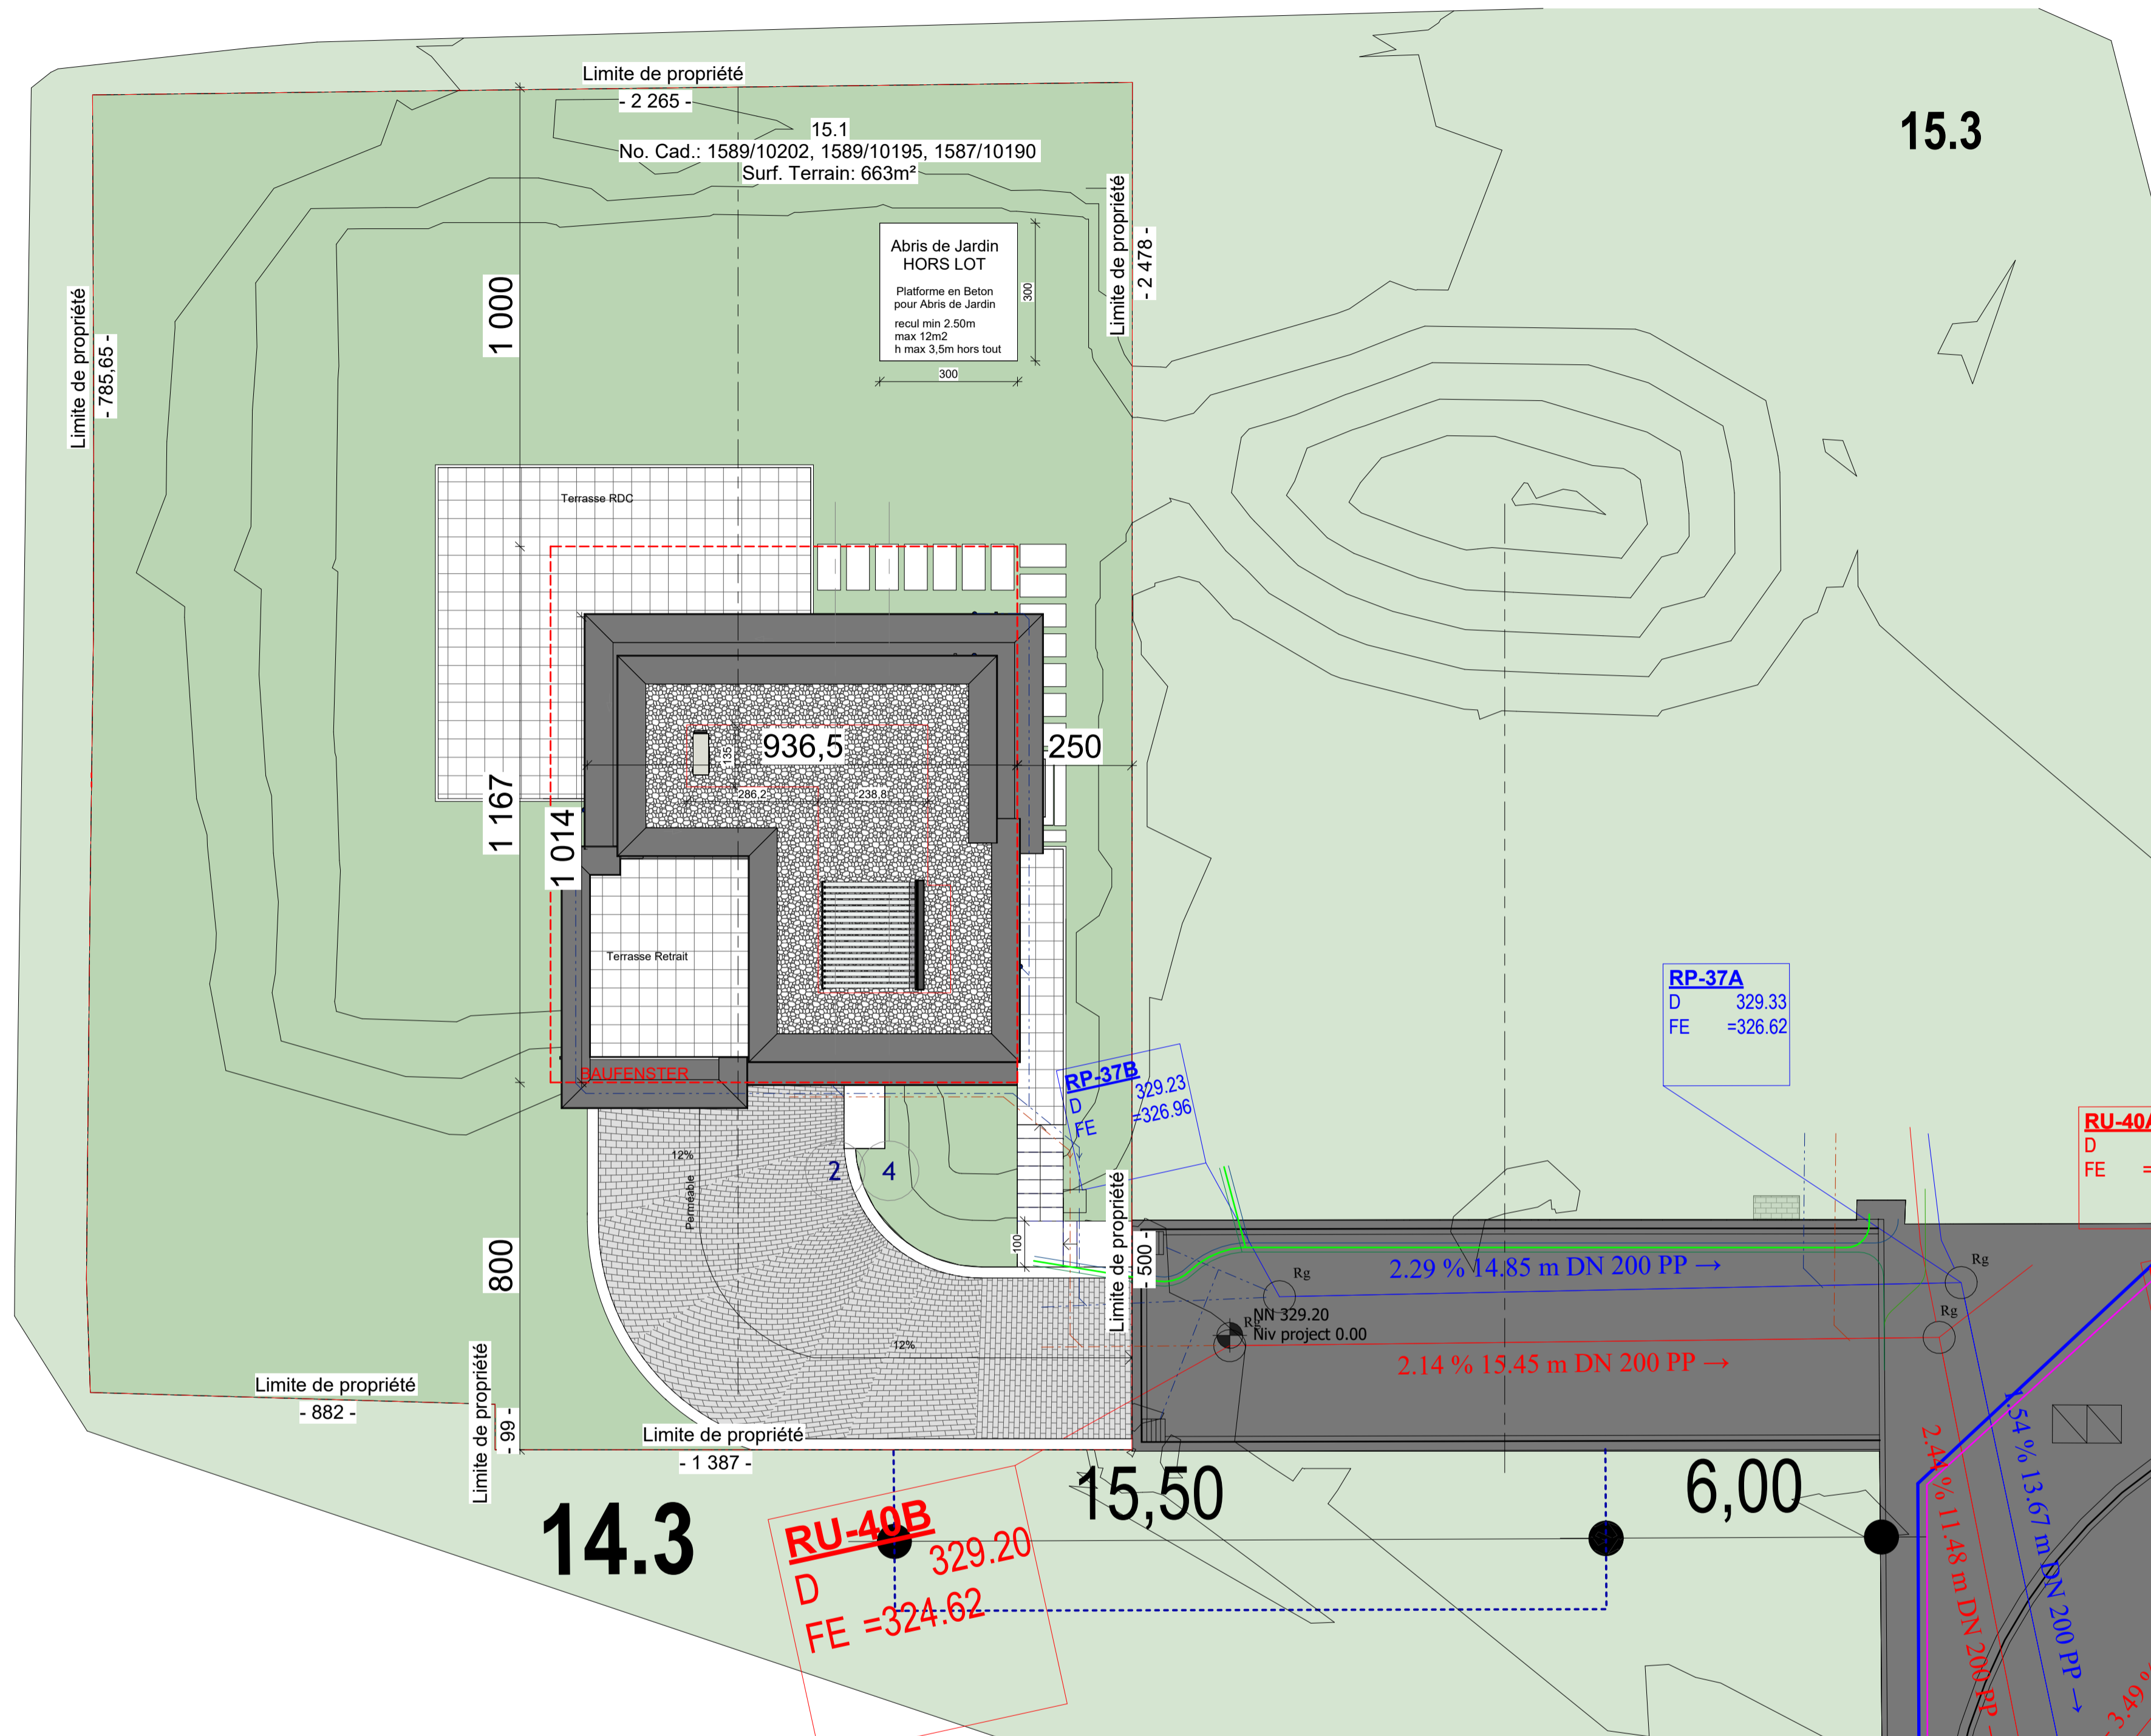 Limite de propriété
- 2 265 -
15.1
No. Cad.: 1589/10202, 1589/10195, 1587/10190
Surf. Terrain: 663m²
15.3
Limite de propriété
- 2 478 -
Abris de Jardin
HORS LOT
Platforme en Beton
pour Abris de Jardin
recul min 2.50m
max 12m2
h max 3,5m hors tout
300
300
1 000
Limite de propriété
- 785,65 -
Terrasse RDC
936,5
250
135
286,2
238,8
1 167
1 014
Terrasse Retrait
BAUFENSTER
RP-37A
D 329.33
FE =326.62
RP-37B
D 329.23
FE =326.96
RU-40A
D
FE =
12%
Perméable
2
4
100
Limite de propriété
- 500 -
800
12%
2.29 % 14.85 m DN 200 PP →
Rg
Rg
Rg
Rg
NN 329.20
Niv project 0.00
2.14 % 15.45 m DN 200 PP →
Limite de propriété
- 882 -
Limite de propriété
- 99 -
Limite de propriété
- 1 387 -
14.3
15,50
6,00
RU-40B
D 329.20
FE =324.62
2.44 % 11.48 m DN 200 PP
1.54 % 13.67 m DN 200 PP →
3.49 %